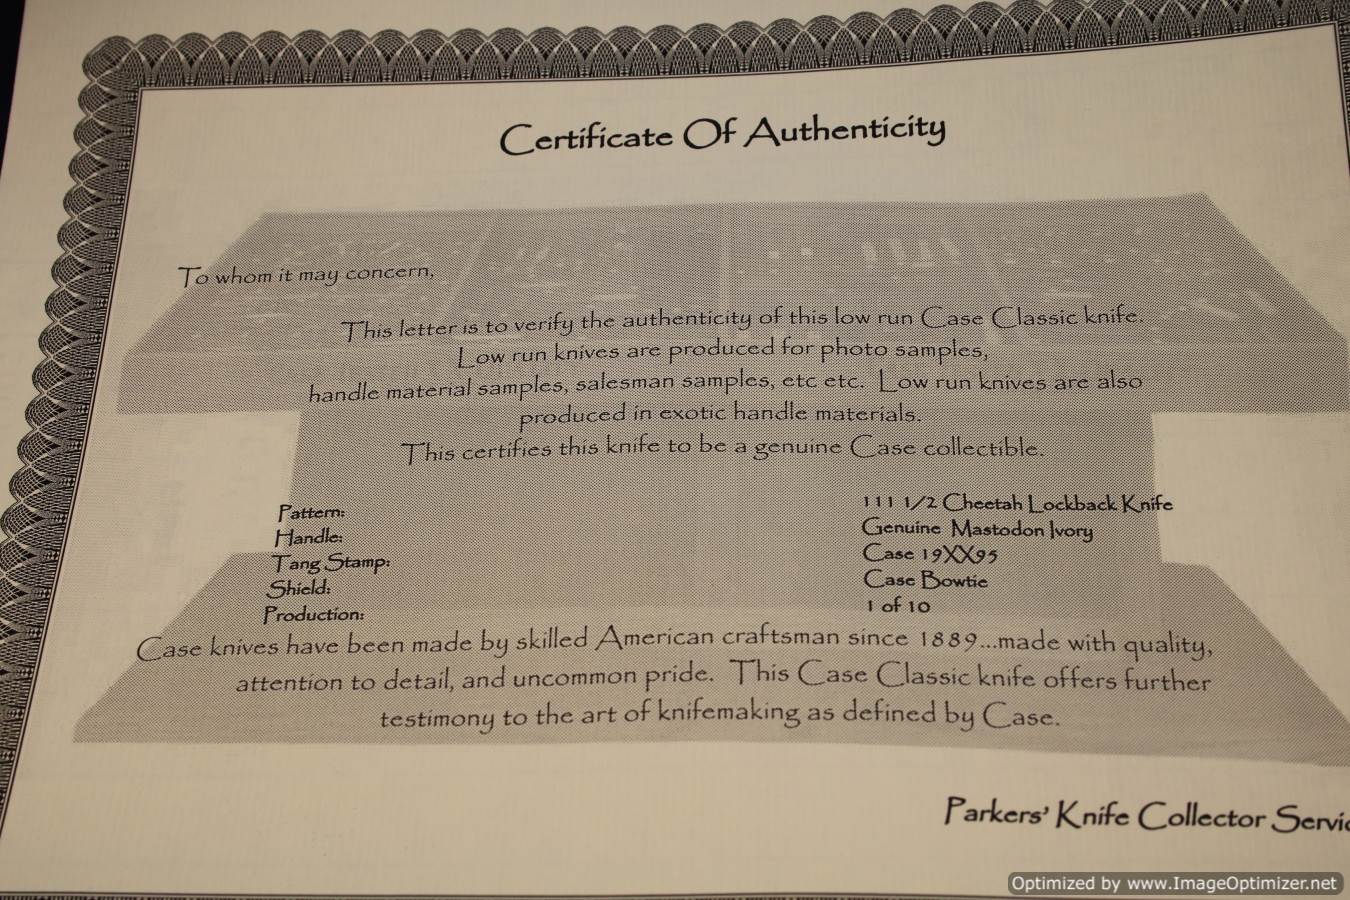 Certificate Of Authenticity
To whom it may concern,
This letter is to verify the authenticity of this low run Case Classic knife.
Low run knives are produced for photo samples,
handle material samples, salesman samples, etc etc. Low run knives are also
produced in exotic handle materials.
This certifies this knife to be a genuine Case collectible.
Pattern: 111 1/2 Cheetah Lockback Knife
Handle: Genuine Mastodon Ivory
Tang Stamp: Case 19XX95
Shield: Case Bowtie
Production: 1 of 10
Case knives have been made by skilled American craftsman since 1889...made with quality,
attention to detail, and uncommon pride. This Case Classic knife offers further
testimony to the art of knifemaking as defined by Case.
Parkers' Knife Collector
Optimized by www.ImageOptimizer.net